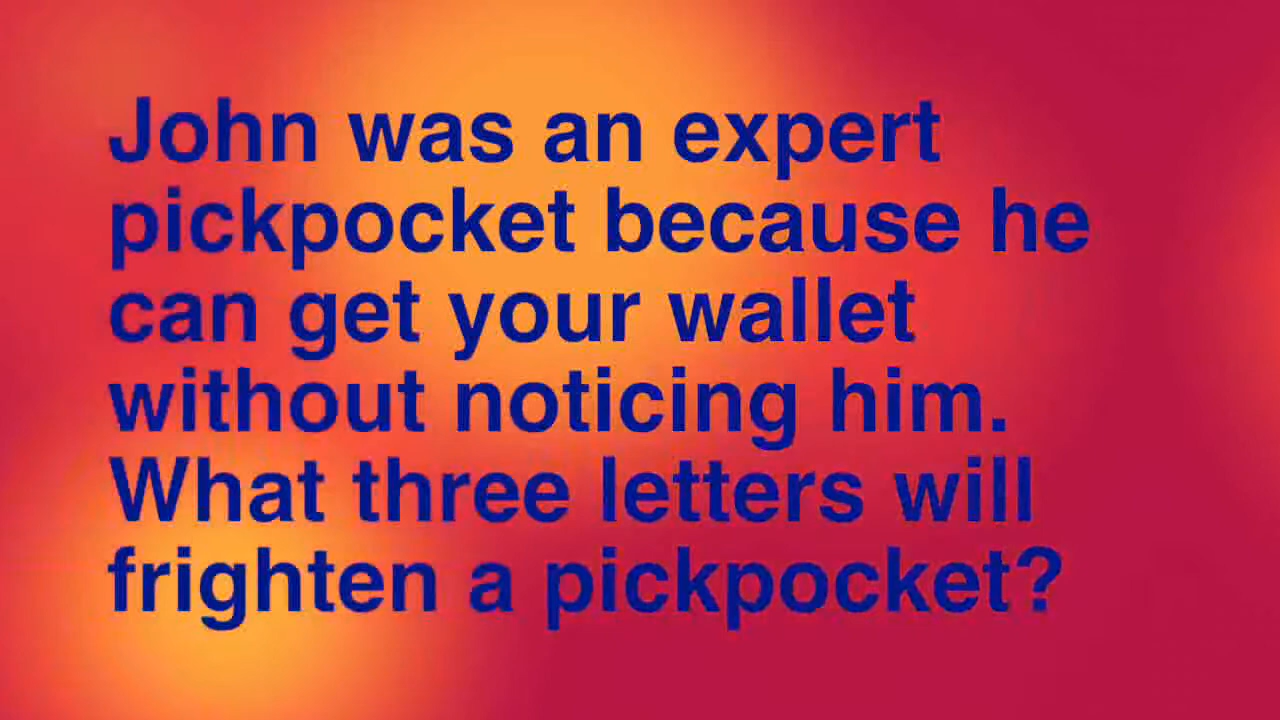 John was an expert
pickpocket because he
can get your wallet
without noticing him.
What three letters will
frighten a pickpocket?